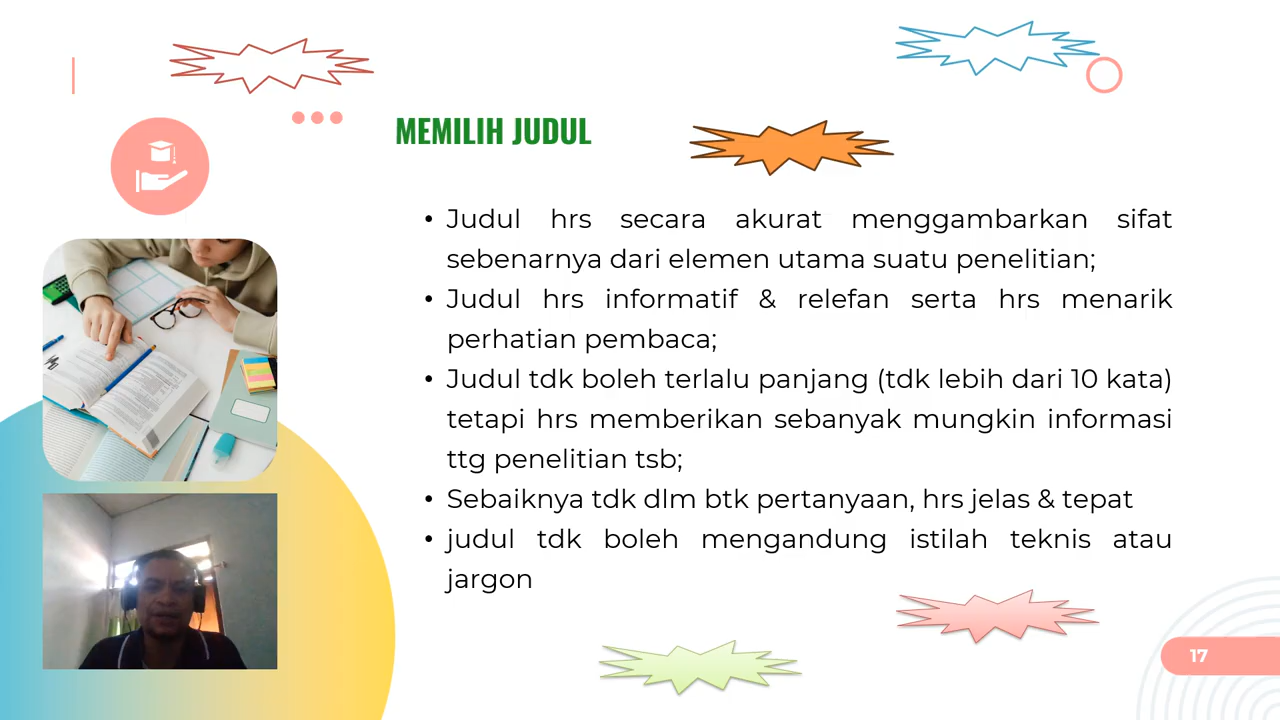 MEMILIH JUDUL
• Judul hrs secara akurat menggambarkan sifat
sebenarnya dari elemen utama suatu penelitian;
• Judul hrs informatif & relefan serta hrs menarik
perhatian pembaca;
• Judul tdk boleh terlalu panjang (tdk lebih dari 10 kata)
tetapi hrs memberikan sebanyak mungkin informasi
ttg penelitian tsb;
• Sebaiknya tdk dlm btk pertanyaan, hrs jelas & tepat
• judul tdk boleh mengandung istilah teknis atau
jargon
17